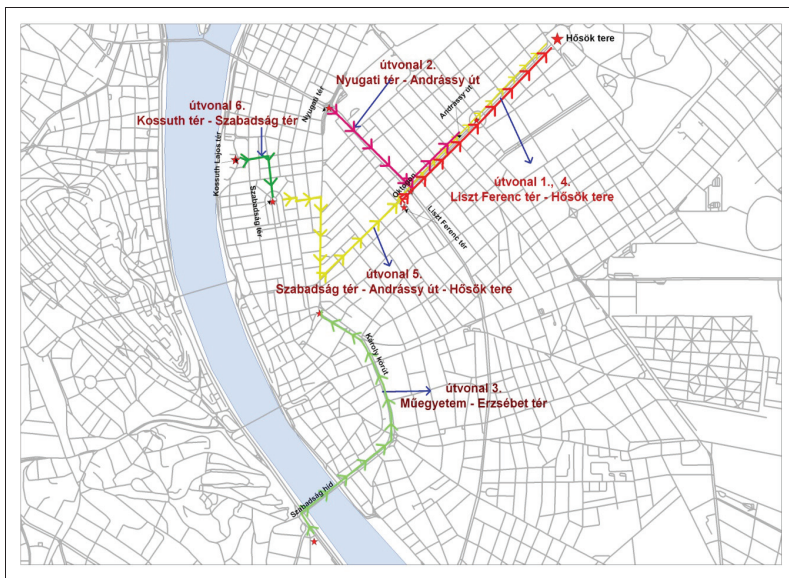 Hősök tere
útvonal 2.
Nyugati tér - Andrássy út
Nyugati tér
Andrássy út
útvonal 6.
Kossuth tér - Szabadság tér
Kossuth Lajos tér
Szabadság tér
Oktogon
Liszt Ferenc tér
útvonal 1., 4.
Liszt Ferenc tér - Hősök tere
útvonal 5.
Szabadság tér - Andrássy út - Hősök tere
Károly körút
útvonal 3.
Műegyetem - Erzsébet tér
Szabadság híd